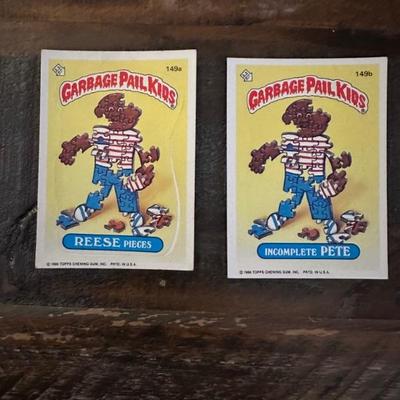 149a
GARBAGE PAIL KIDS
REESE PIECES
© 1986 TOPPS CHEWING GUM, INC. PRTD. IN U.S.A.
149b
GARBAGE PAIL KIDS
INCOMPLETE PETE
© 1986 TOPPS CHEWING GUM, INC. PRTD. IN U.S.A.